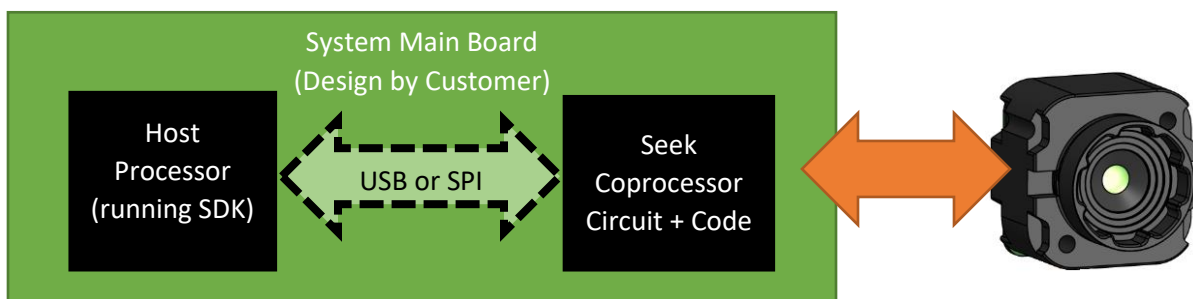 System Main Board
(Design by Customer)
Host
Processor
(running SDK)
USB or SPI
Seek
Coprocessor
Circuit + Code